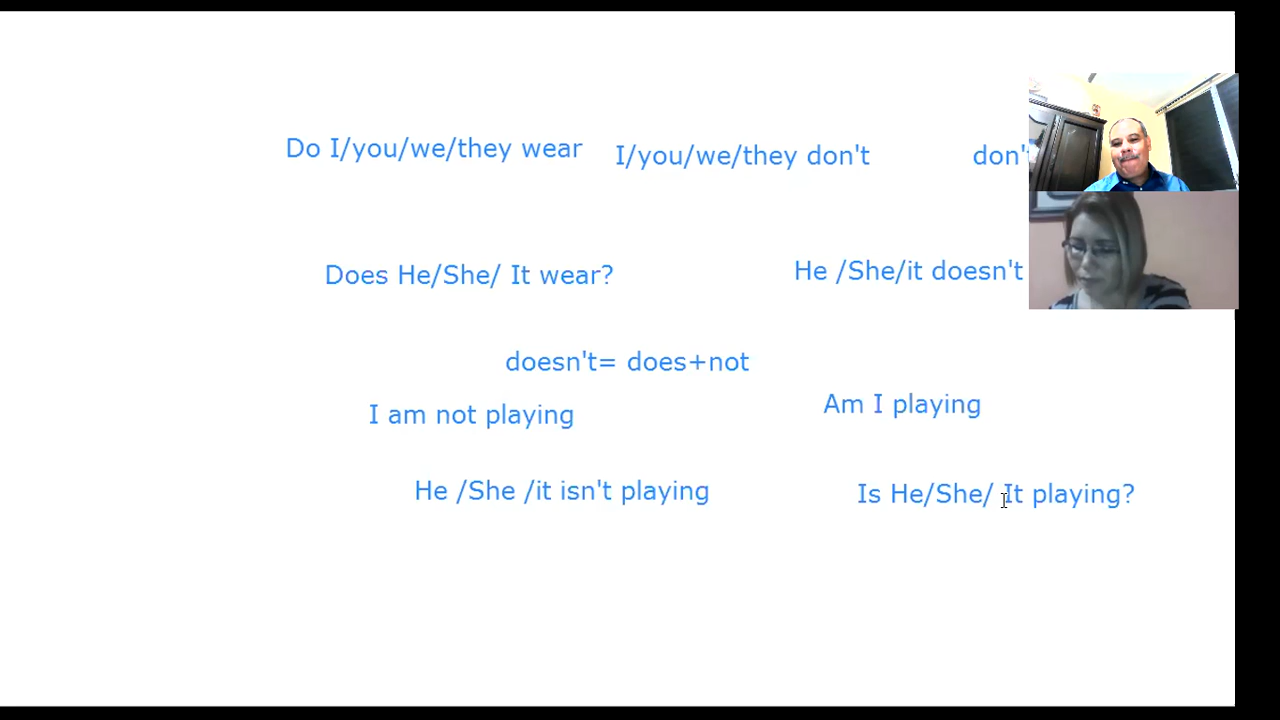 Do I/you/we/they wear
I/you/we/they don't
don'
Does He/She/ It wear?
He /She/it doesn't
doesn't= does+not
I am not playing
Am I playing
He /She /it isn't playing
Is He/She/ It playing?